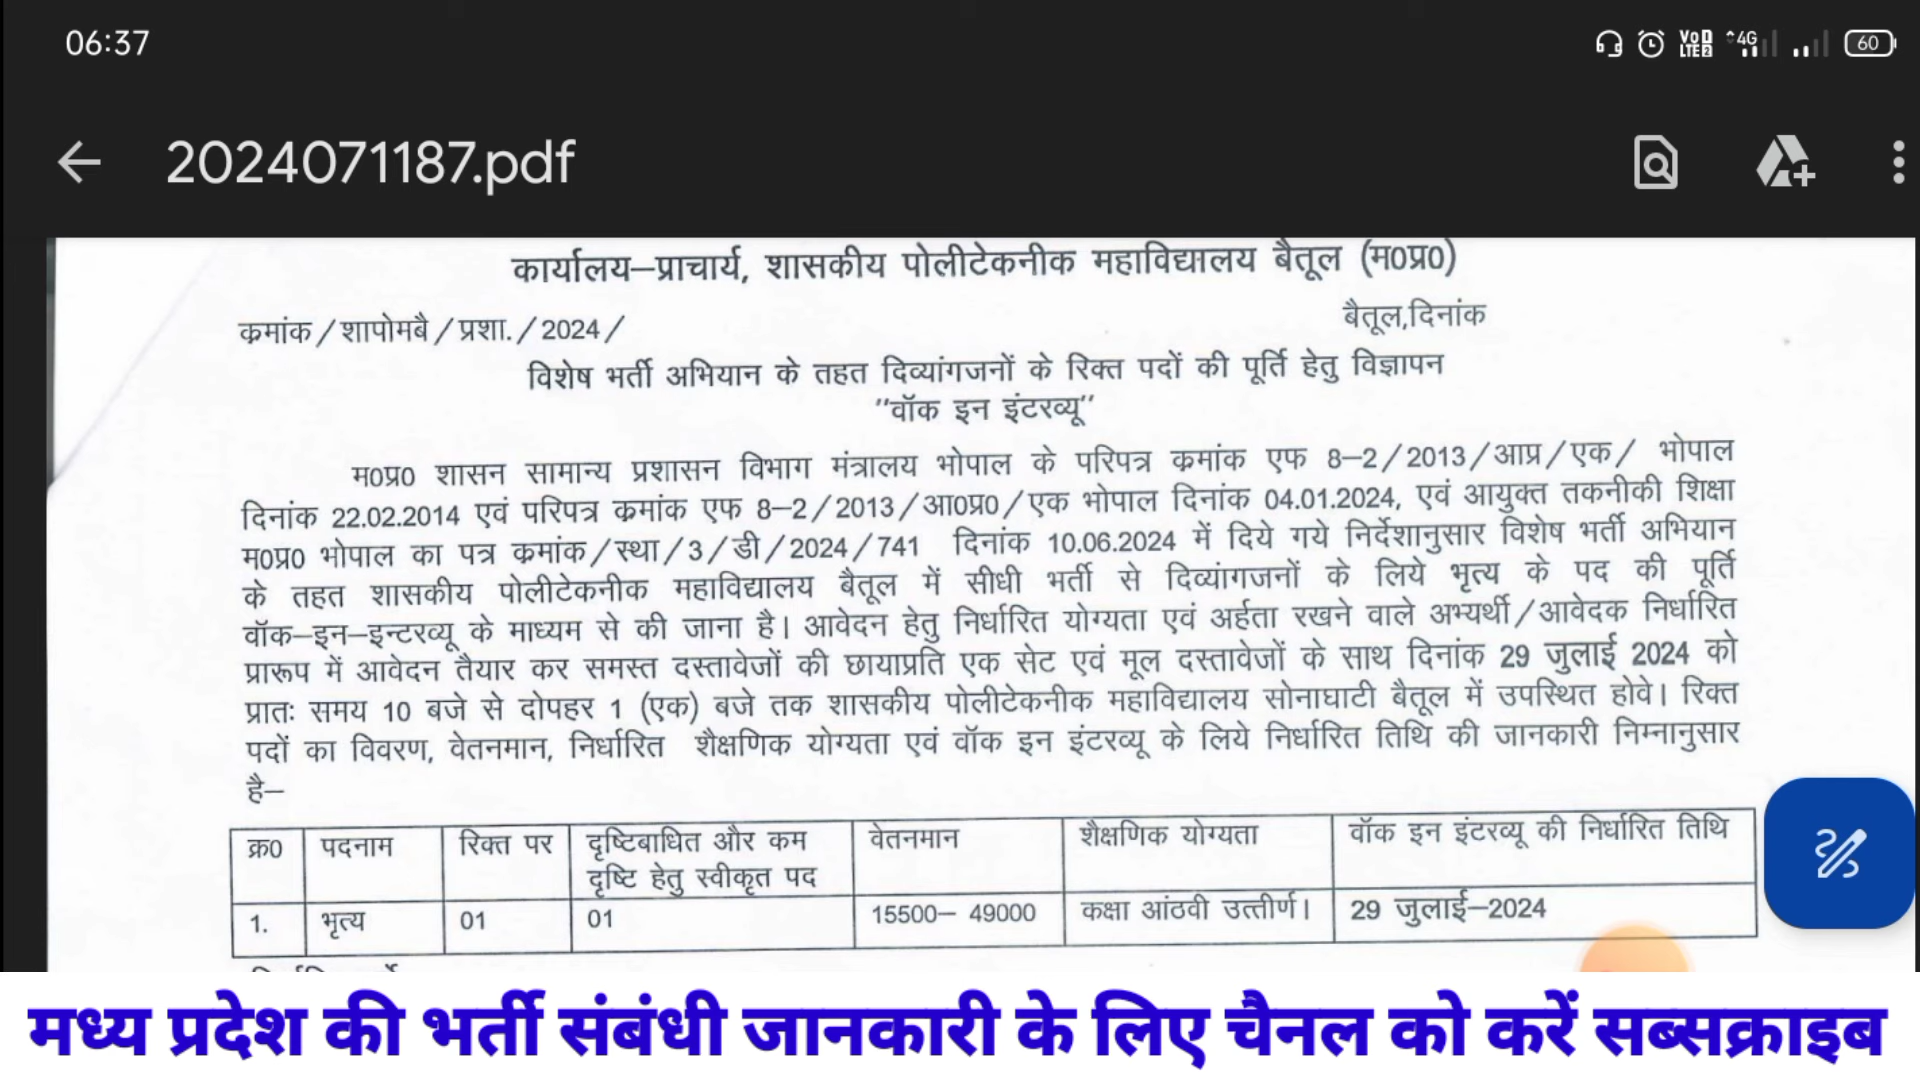 06:37
VoD LTE2 4G 60
2024071187.pdf
कार्यालय–प्राचार्य, शासकीय पोलीटेकनीक महाविद्यालय बैतूल (म0प्र0)
क्रमांक/शापोमबै/प्रशा./2024/
बैतूल,दिनांक
विशेष भर्ती अभियान के तहत दिव्यांगजनों के रिक्त पदों की पूर्ति हेतु विज्ञापन
''वॉक इन इंटरव्यू''
म0प्र0 शासन सामान्य प्रशासन विभाग मंत्रालय भोपाल के परिपत्र क्रमांक एफ 8–2/2013/आप्र/एक/ भोपाल
दिनांक 22.02.2014 एवं परिपत्र क्रमांक एफ 8–2/2013/आ0प्र0/एक भोपाल दिनांक 04.01.2024, एवं आयुक्त तकनीकी शिक्षा
म0प्र0 भोपाल का पत्र क्रमांक/स्था/3/डी/2024/741 दिनांक 10.06.2024 में दिये गये निर्देशानुसार विशेष भर्ती अभियान
के तहत शासकीय पोलीटेकनीक महाविद्यालय बैतूल में सीधी भर्ती से दिव्यांगजनों के लिये भृत्य के पद की पूर्ति
वॉक–इन–इन्टरव्यू के माध्यम से की जाना है। आवेदन हेतु निर्धारित योग्यता एवं अर्हता रखने वाले अभ्यर्थी/आवेदक निर्धारित
प्रारूप में आवेदन तैयार कर समस्त दस्तावेजों की छायाप्रति एक सेट एवं मूल दस्तावेजों के साथ दिनांक 29 जुलाई 2024 को
प्रातः समय 10 बजे से दोपहर 1 (एक) बजे तक शासकीय पोलीटेकनीक महाविद्यालय सोनाघाटी बैतूल में उपस्थित होवे। रिक्त
पदों का विवरण, वेतनमान, निर्धारित शैक्षणिक योग्यता एवं वॉक इन इंटरव्यू के लिये निर्धारित तिथि की जानकारी निम्नानुसार
है–
क्र0 पदनाम रिक्त पर दृष्टिबाधित और कम वेतनमान शैक्षणिक योग्यता वॉक इन इंटरव्यू की निर्धारित तिथि
दृष्टि हेतु स्वीकृत पद
1. भृत्य 01 01 15500– 49000 कक्षा आंठवी उत्तीर्ण। 29 जुलाई–2024
मध्य प्रदेश की भर्ती संबंधी जानकारी के लिए चैनल को करें सब्सक्राइब